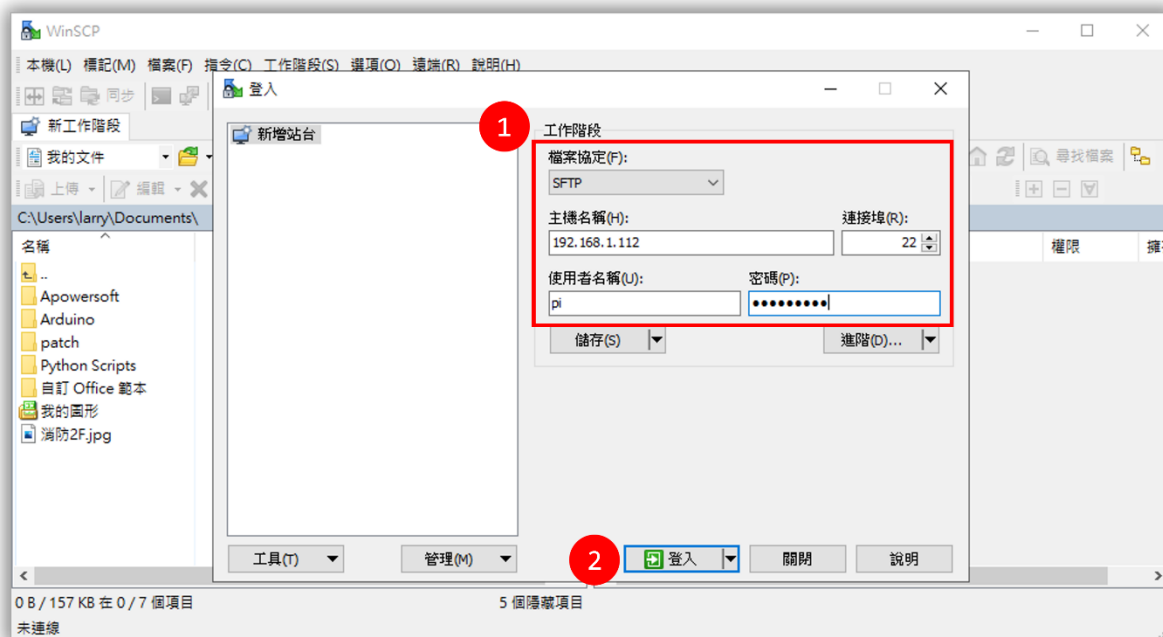 WinSCP
本機(L) 標記(M) 檔案(F) 指令(C) 工作階段(S) 選項(O) 遠端(R) 說明(H)
同步
登入
新工作階段
新增站台
1
工作階段
我的文件
檔案協定(F):
尋找檔案
SFTP
上傳 編輯
主機名稱(H): 連接埠(R):
C:\Users\larry\Documents\
192.168.1.112 22
名稱
權限
使用者名稱(U): 密碼(P):
..
pi •••••••••
Apowersoft
Arduino
patch
儲存(S) 進階(D)...
Python Scripts
自訂 Office 範本
我的圖形
消防2F.jpg
工具(T) 管理(M) 2 登入 關閉 說明
0 B / 157 KB 在 0 / 7 個項目 5 個隱藏項目
未連線